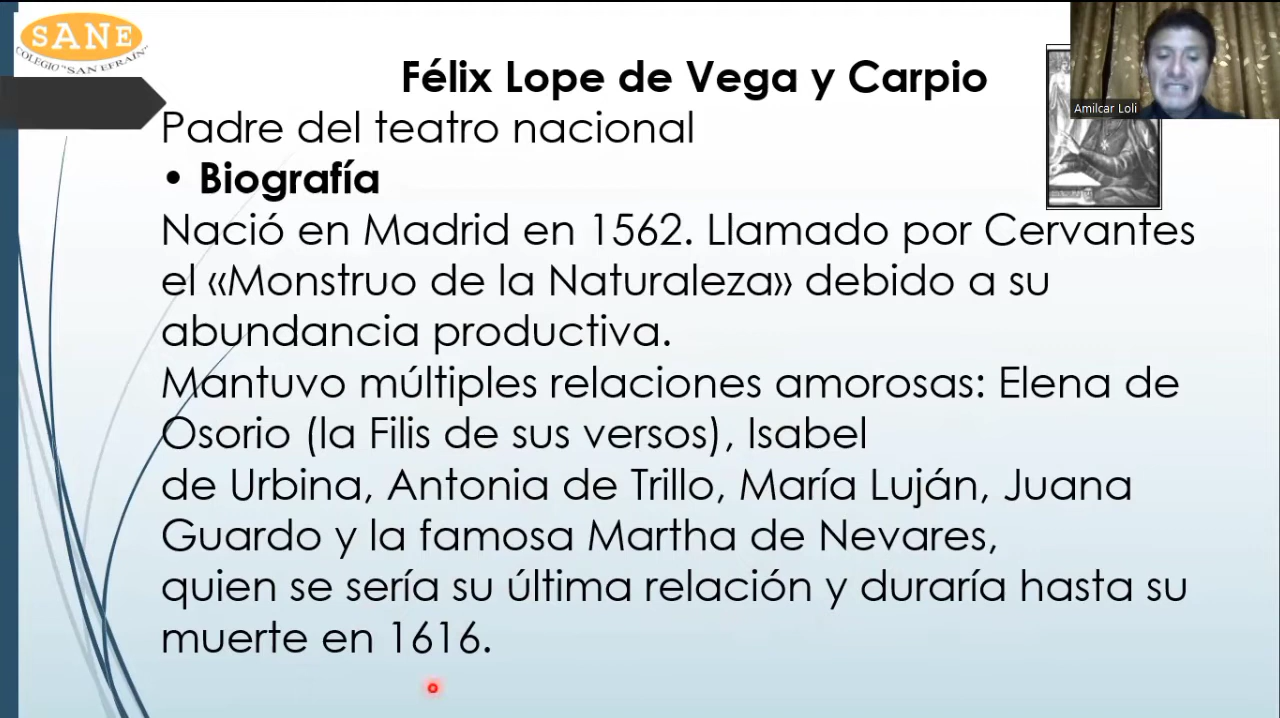 SANE
COLEGIO "SAN EFRAIN"
Félix Lope de Vega y Carpio
Amilcar Loli
Padre del teatro nacional
• Biografía
Nació en Madrid en 1562. Llamado por Cervantes
el «Monstruo de la Naturaleza» debido a su
abundancia productiva.
Mantuvo múltiples relaciones amorosas: Elena de
Osorio (la Filis de sus versos), Isabel
de Urbina, Antonia de Trillo, María Luján, Juana
Guardo y la famosa Martha de Nevares,
quien se sería su última relación y duraría hasta su
muerte en 1616.